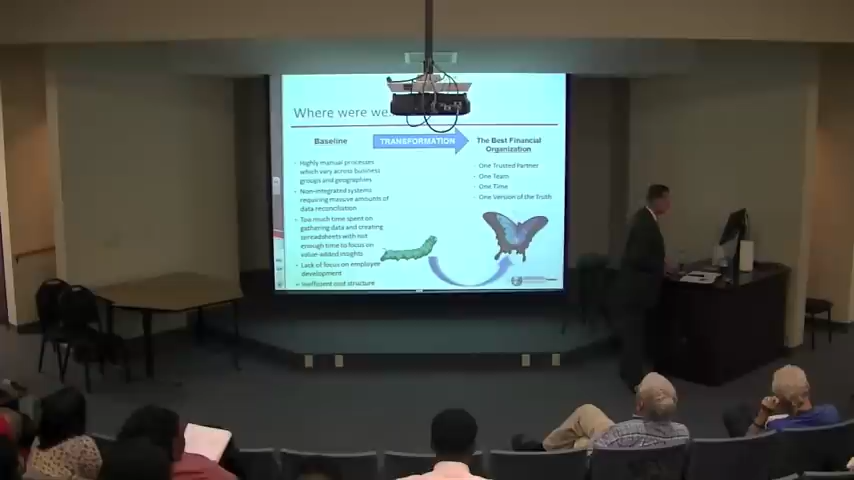 Where were we
Baseline
TRANSFORMATION
The Best Financial
Organization
- Highly manual processes
which vary across business
groups and geographies
- Non-integrated systems
requiring massive amounts of
data reconciliation
- Too much time spent on
gathering data and creating
spreadsheets with not
enough time to focus on
value-added insights
- Lack of focus on employee
development
- Inefficient cost structure
- One Trusted Partner
- One Team
- One Time
- One Version of the Truth